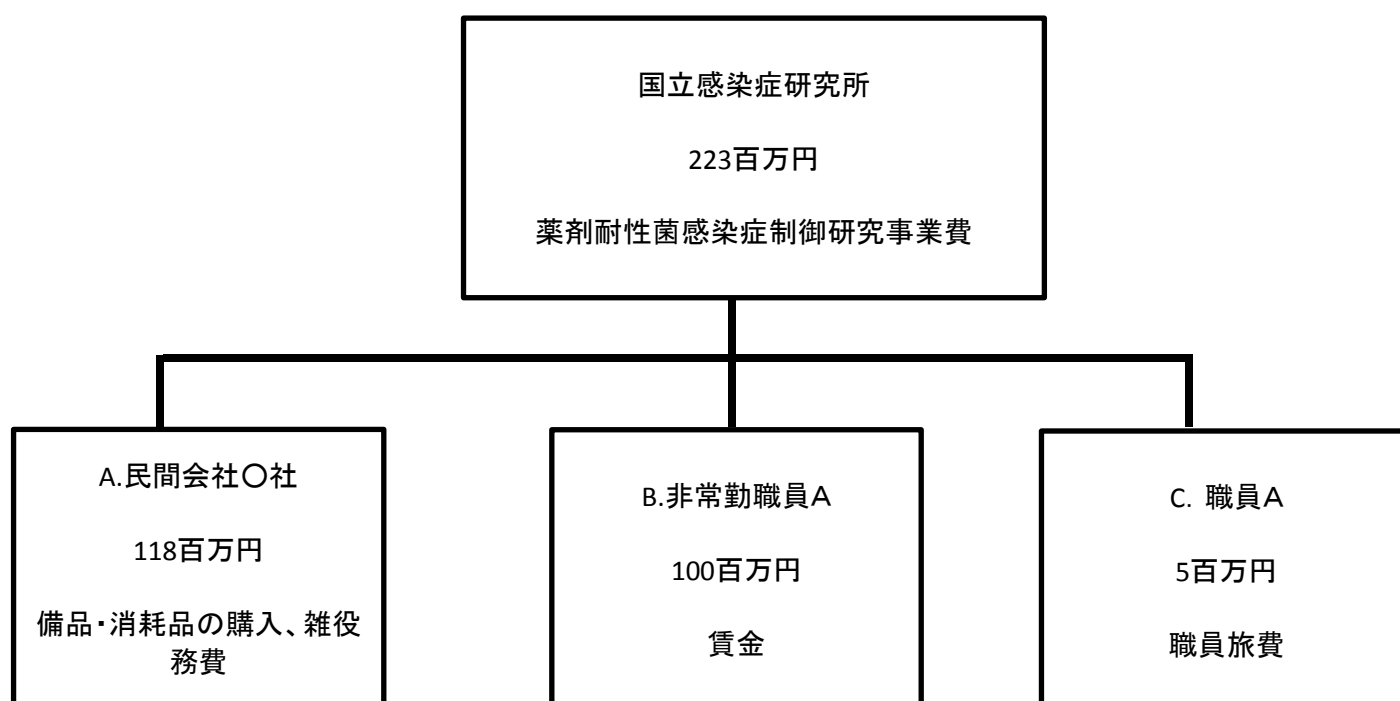 国立感染症研究所
223百万円
薬剤耐性菌感染症制御研究事業費
A.民間会社〇社
118百万円
備品・消耗品の購入、雑役
務費
B.非常勤職員A
100百万円
賃金
C. 職員A
5百万円
職員旅費